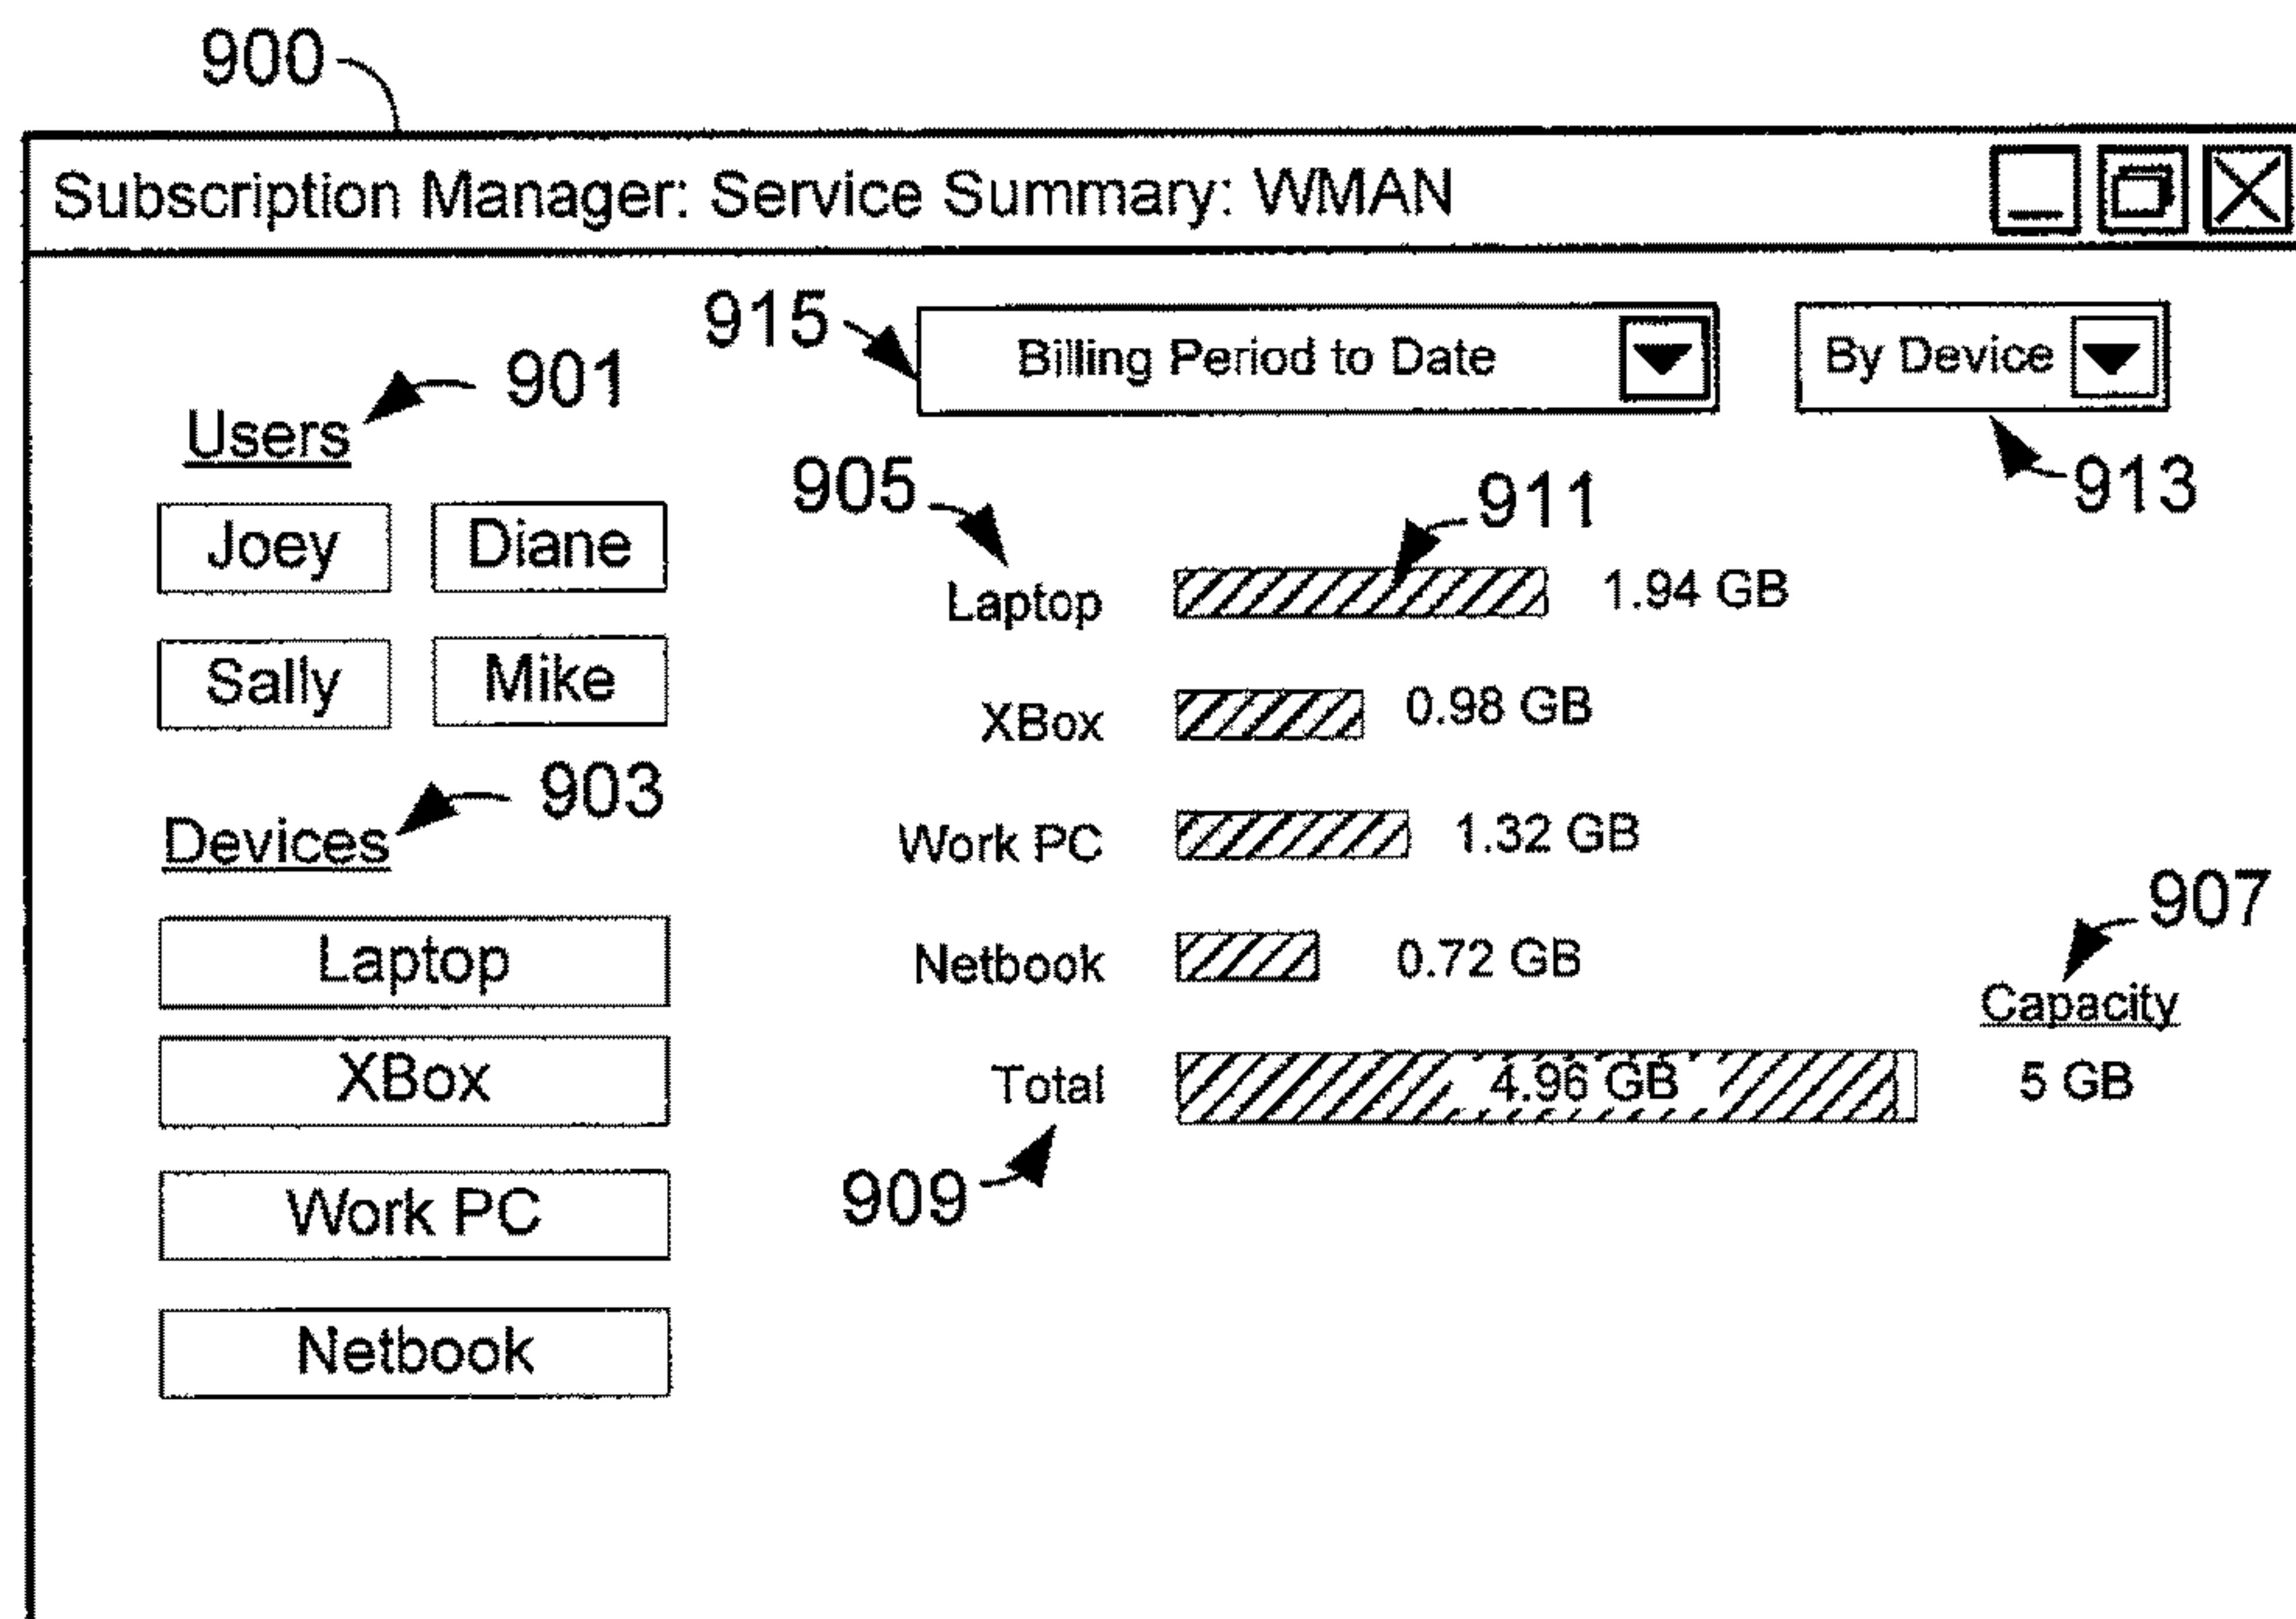 900
Subscription Manager: Service Summary: WMAN
915 Billing Period to Date By Device
913
901
Users
Joey Diane
Sally Mike
903
Devices
Laptop
XBox
Work PC
Netbook
905 911
Laptop 1.94 GB
XBox 0.98 GB
Work PC 1.32 GB
Netbook 0.72 GB
907
Capacity
Total 4.96 GB 5 GB
909